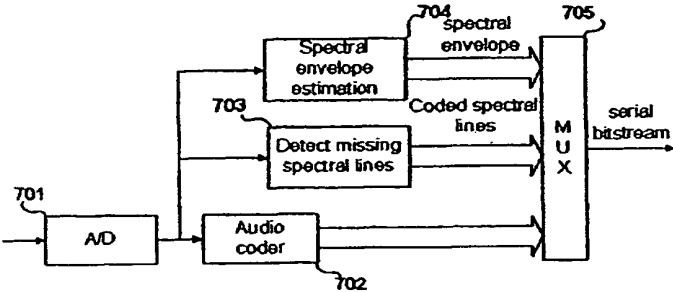 704
Spectral
envelope
estimation
spectral
envelope
705
703
Detect missing
spectral lines
Coded spectral
lines
M
U
X
serial
bitstream
701
A/D
Audio
coder
702